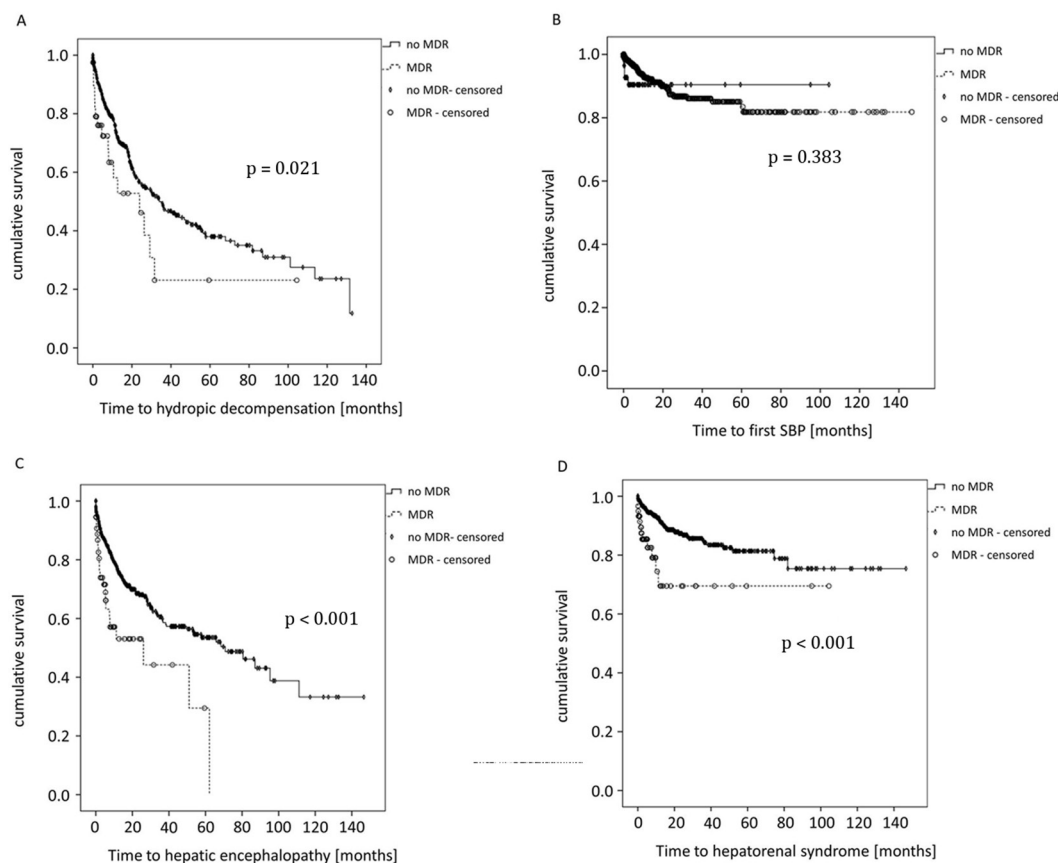 A
no MDR
MDR
no MDR- censored
MDR - censored
p = 0.021
cumulative survival
1.0
0.8
0.6
0.4
0.2
0.0
0 20 40 60 80 100 120 140
Time to hydropic decompensation [months]
B
no MDR
MDR
no MDR – censored
MDR – censored
p = 0.383
cumulative survival
1.0
0.8
0.6
0.4
0.2
0.0
0 20 40 60 80 100 120 140
Time to first SBP [months]
C
no MDR
MDR
no MDR- censored
MDR - censored
p < 0.001
cumulative survival
1.0
0.8
0.6
0.4
0.2
0.0
0 20 40 60 80 100 120 140
Time to hepatic encephalopathy [months]
D
no MDR
MDR
no MDR – censored
MDR – censored
p < 0.001
cumulative survival
1.0
0.8
0.6
0.4
0.2
0.0
0 20 40 60 80 100 120 140
Time to hepatorenal syndrome [months]